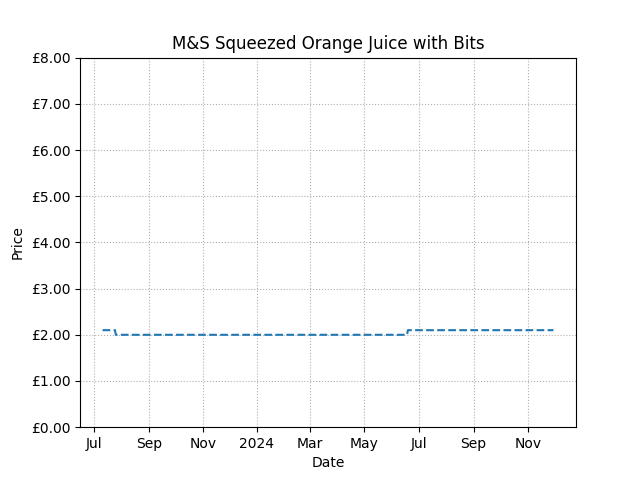 M&S Squeezed Orange Juice with Bits
£8.00
£7.00
£6.00
£5.00
£4.00
£3.00
£2.00
£1.00
£0.00
Price
Jul Sep Nov 2024 Mar May Jul Sep Nov
Date